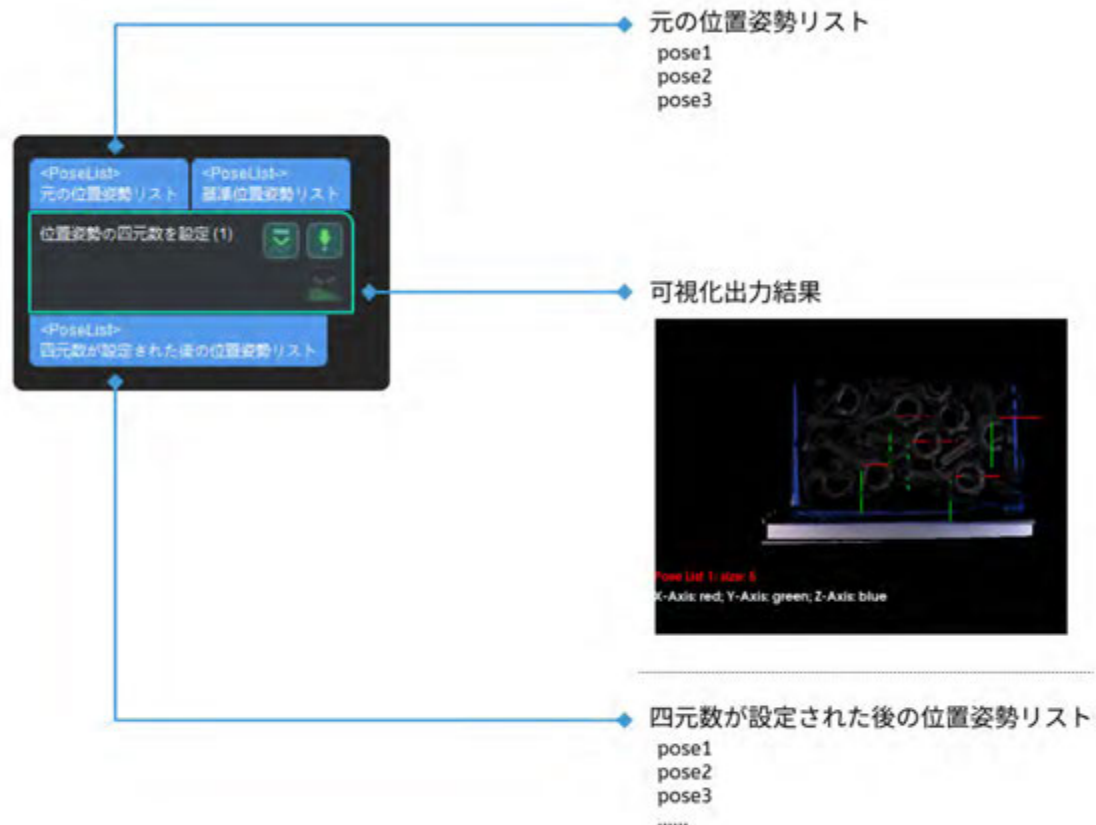 元の位置姿勢リスト
pose1
pose2
pose3
<PoseList>
元の位置姿勢リスト
<PoseList->
基準位置姿勢リスト
位置姿勢の四元数を設定 (1)
<PoseList>
四元数が設定された後の位置姿勢リスト
可視化出力結果
Pose List 1: size: 6
X-Axis: red; Y-Axis: green; Z-Axis: blue
四元数が設定された後の位置姿勢リスト
pose1
pose2
pose3
......